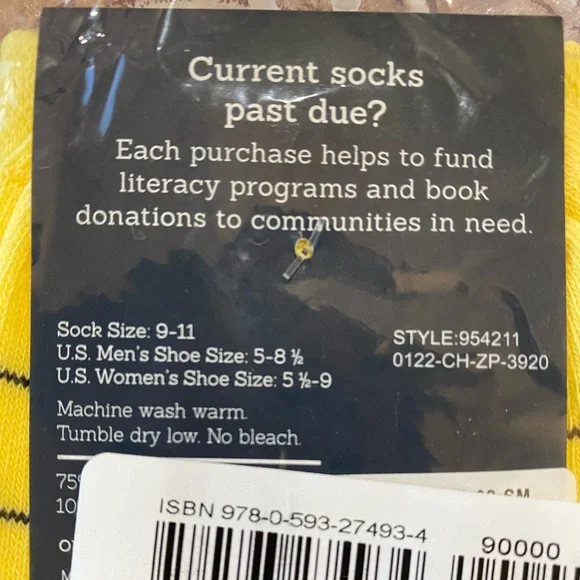 Current socks
past due?
Each purchase helps to fund
literacy programs and book
donations to communities in need.
Sock Size: 9-11
U.S. Men's Shoe Size: 5-8 ½
U.S. Women's Shoe Size: 5 ½-9
STYLE:954211
0122-CH-ZP-3920
Machine wash warm.
Tumble dry low. No bleach.
75
10
SM
ISBN 978-0-593-27493-4
90000